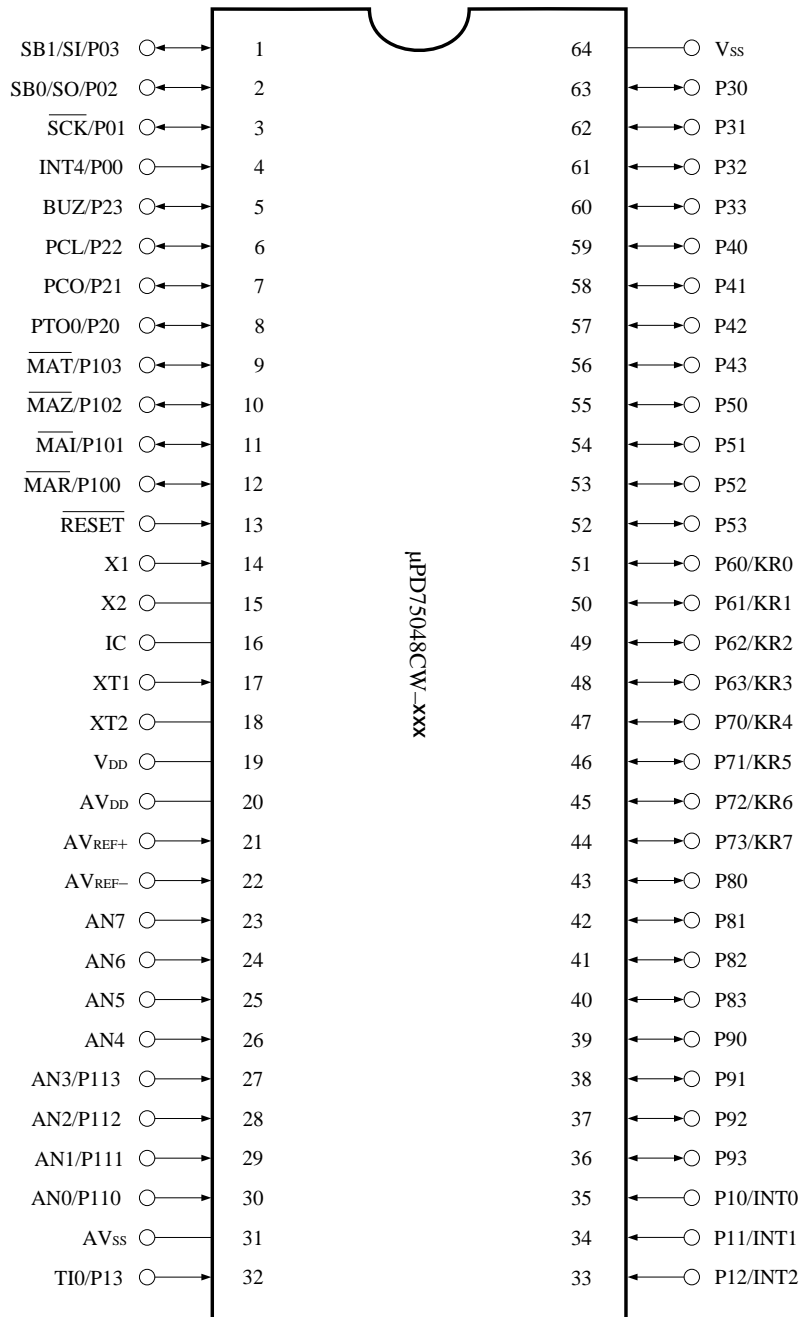 SB1/SI/P03 1 64 VSS
SB0/SO/P02 2 63 P30
S̅C̅K̅/P01 3 62 P31
INT4/P00 4 61 P32
BUZ/P23 5 60 P33
PCL/P22 6 59 P40
PCO/P21 7 58 P41
PTO0/P20 8 57 P42
M̅A̅T̅/P103 9 56 P43
M̅A̅Z̅/P102 10 55 P50
M̅A̅I̅/P101 11 54 P51
M̅A̅R̅/P100 12 53 P52
R̅E̅S̅E̅T̅ 13 52 P53
X1 14 51 P60/KR0
X2 15 50 P61/KR1
IC 16 49 P62/KR2
XT1 17 48 P63/KR3
XT2 18 47 P70/KR4
VDD 19 46 P71/KR5
AVDD 20 45 P72/KR6
AVREF+ 21 44 P73/KR7
AVREF– 22 43 P80
AN7 23 42 P81
AN6 24 41 P82
AN5 25 40 P83
AN4 26 39 P90
AN3/P113 27 38 P91
AN2/P112 28 37 P92
AN1/P111 29 36 P93
AN0/P110 30 35 P10/INT0
AVSS 31 34 P11/INT1
TI0/P13 32 33 P12/INT2
µPD75048CW–xxx